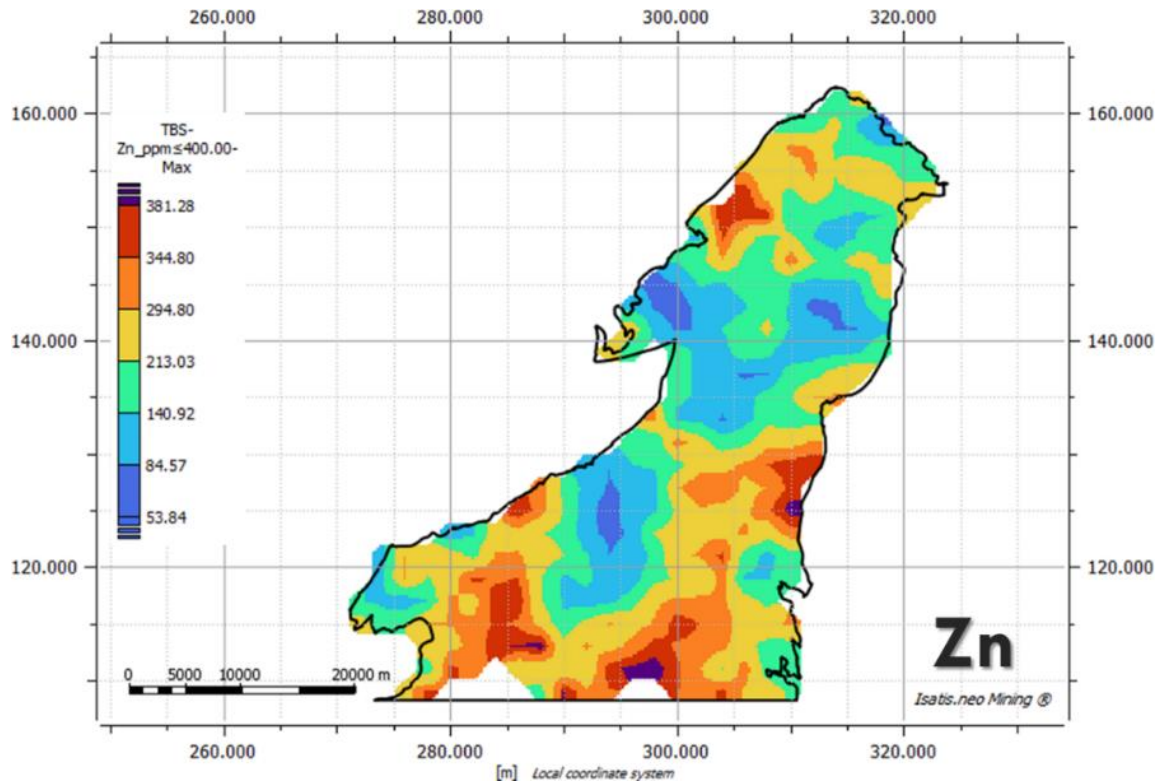 260.000 280.000 300.000 320.000
160.000 160.000
TBS-
Zn_ppm≤400.00-
Max
381.28
344.80
294.80
213.03
140.92
84.57
53.84
140.000 140.000
120.000 120.000
0 5000 10000 20000 m
Zn
Isatis.neo Mining ®
260.000 280.000 300.000 320.000
[m] Local coordinate system